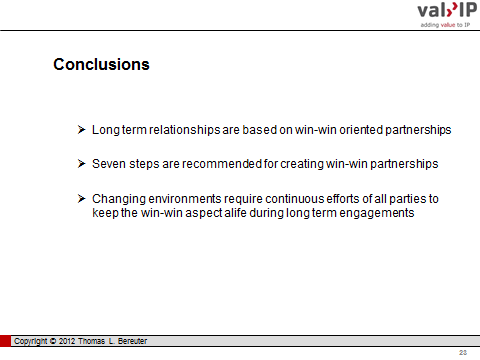 val>>IP
adding value to IP
Conclusions
➢ Long term relationships are based on win-win oriented partnerships
➢ Seven steps are recommended for creating win-win partnerships
➢ Changing environments require continuous efforts of all parties to
keep the win-win aspect alife during long term engagements
Copyright © 2012 Thomas L. Bereuter
23